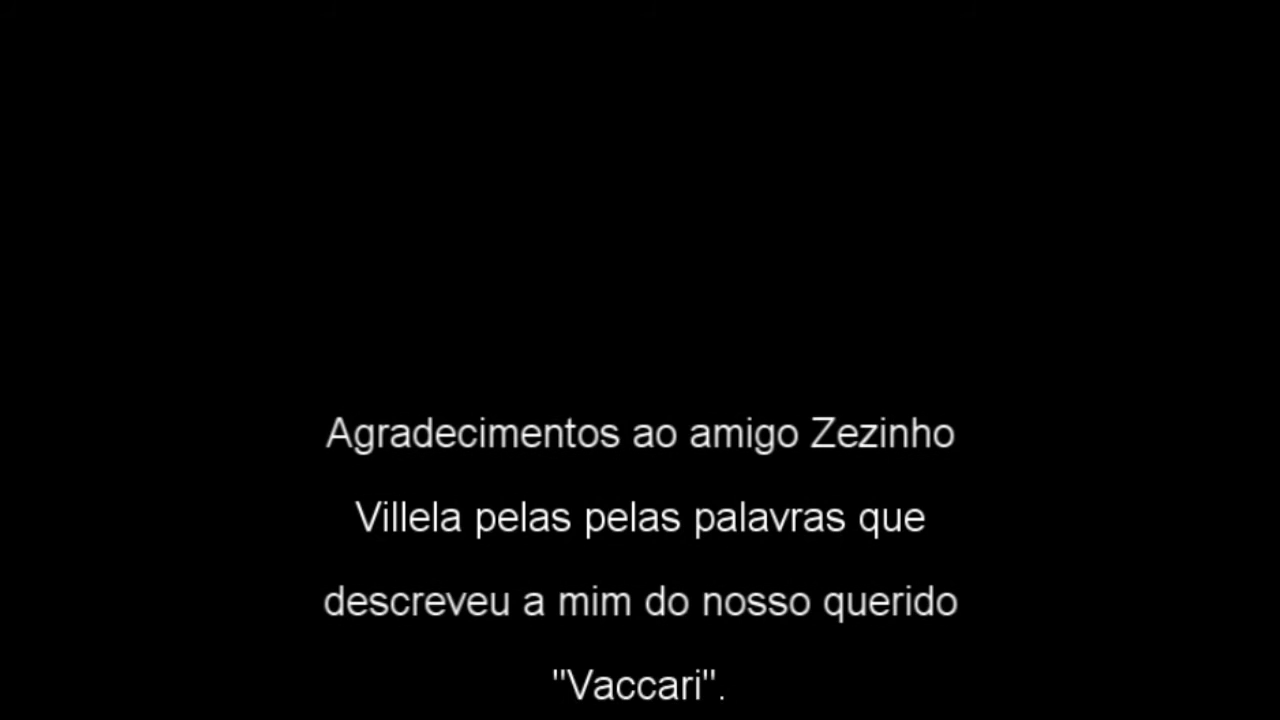 Agradecimentos ao amigo Zezinho
Villela pelas pelas palavras que
descreveu a mim do nosso querido
"Vaccari".